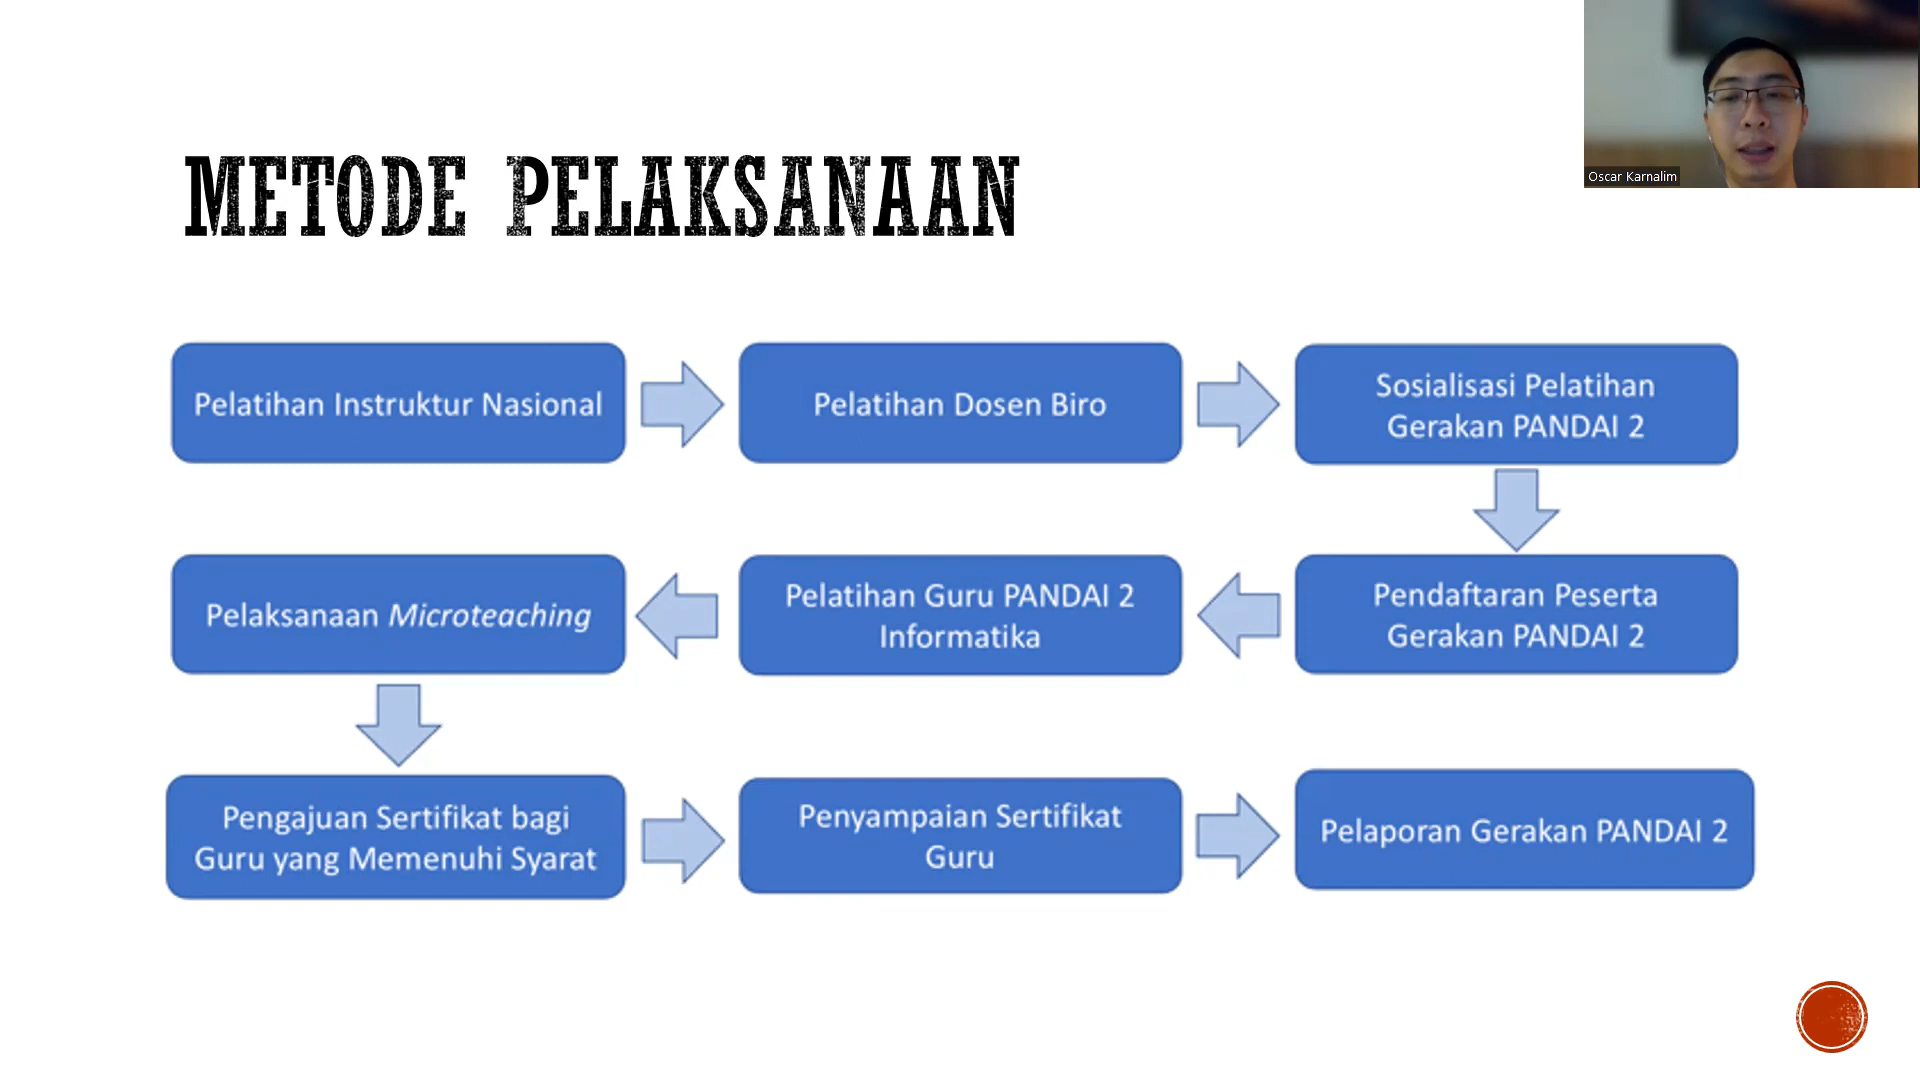 Oscar Karnalim
METODE PELAKSANAAN
Pelatihan Instruktur Nasional
Pelatihan Dosen Biro
Sosialisasi Pelatihan
Gerakan PANDAI 2
Pendaftaran Peserta
Gerakan PANDAI 2
Pelatihan Guru PANDAI 2
Informatika
Pelaksanaan Microteaching
Pengajuan Sertifikat bagi
Guru yang Memenuhi Syarat
Penyampaian Sertifikat
Guru
Pelaporan Gerakan PANDAI 2